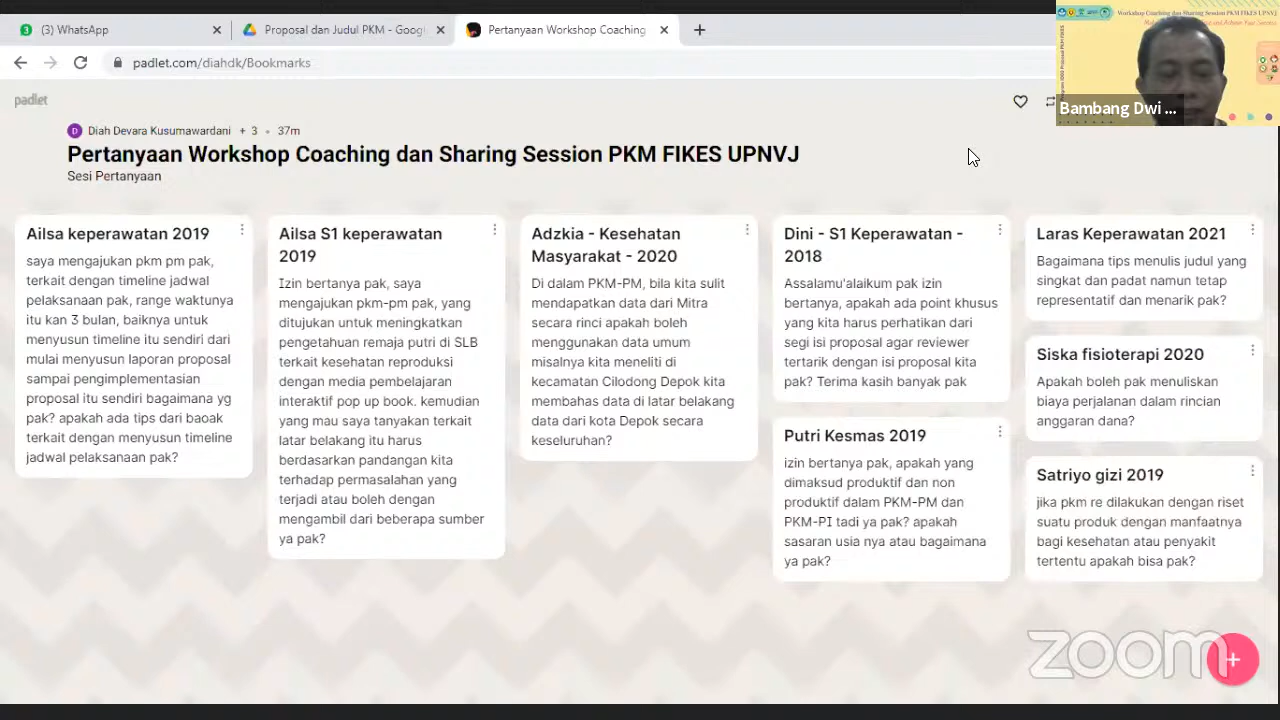 (3) WhatsApp
Proposal dan Judul PKM - Googl
Pertanyaan Workshop Coaching
padlet.com/diahdk/Bookmarks
Workshop Coaching dan Sharing Session PKM FIKES UPNVJ
Bambang Dwi ...
padlet
Diah Devara Kusumawardani + 3 • 37m
Pertanyaan Workshop Coaching dan Sharing Session PKM FIKES UPNVJ
Sesi Pertanyaan
Ailsa keperawatan 2019
saya mengajukan pkm pm pak,
terkait dengan timeline jadwal
pelaksanaan pak, range waktunya
itu kan 3 bulan, baiknya untuk
menyusun timeline itu sendiri dari
mulai menyusun laporan proposal
sampai pengimplementasian
proposal itu sendiri bagaimana yg
pak? apakah ada tips dari baoak
terkait dengan menyusun timeline
jadwal pelaksanaan pak?
Ailsa S1 keperawatan
2019
Izin bertanya pak, saya
mengajukan pkm-pm pak, yang
ditujukan untuk meningkatkan
pengetahuan remaja putri di SLB
terkait kesehatan reproduksi
dengan media pembelajaran
interaktif pop up book. kemudian
yang mau saya tanyakan terkait
latar belakang itu harus
berdasarkan pandangan kita
terhadap permasalahan yang
terjadi atau boleh dengan
mengambil dari beberapa sumber
ya pak?
Adzkia - Kesehatan
Masyarakat - 2020
Di dalam PKM-PM, bila kita sulit
mendapatkan data dari Mitra
secara rinci apakah boleh
menggunakan data umum
misalnya kita meneliti di
kecamatan Cilodong Depok kita
membahas data di latar belakang
data dari kota Depok secara
keseluruhan?
Dini - S1 Keperawatan -
2018
Assalamu'alaikum pak izin
bertanya, apakah ada point khusus
yang kita harus perhatikan dari
segi isi proposal agar reviewer
tertarik dengan isi proposal kita
pak? Terima kasih banyak pak
Putri Kesmas 2019
izin bertanya pak, apakah yang
dimaksud produktif dan non
produktif dalam PKM-PM dan
PKM-PI tadi ya pak? apakah
sasaran usia nya atau bagaimana
ya pak?
Laras Keperawatan 2021
Bagaimana tips menulis judul yang
singkat dan padat namun tetap
representatif dan menarik pak?
Siska fisioterapi 2020
Apakah boleh pak menuliskan
biaya perjalanan dalam rincian
anggaran dana?
Satriyo gizi 2019
jika pkm re dilakukan dengan riset
suatu produk dengan manfaatnya
bagi kesehatan atau penyakit
tertentu apakah bisa pak?
zoom